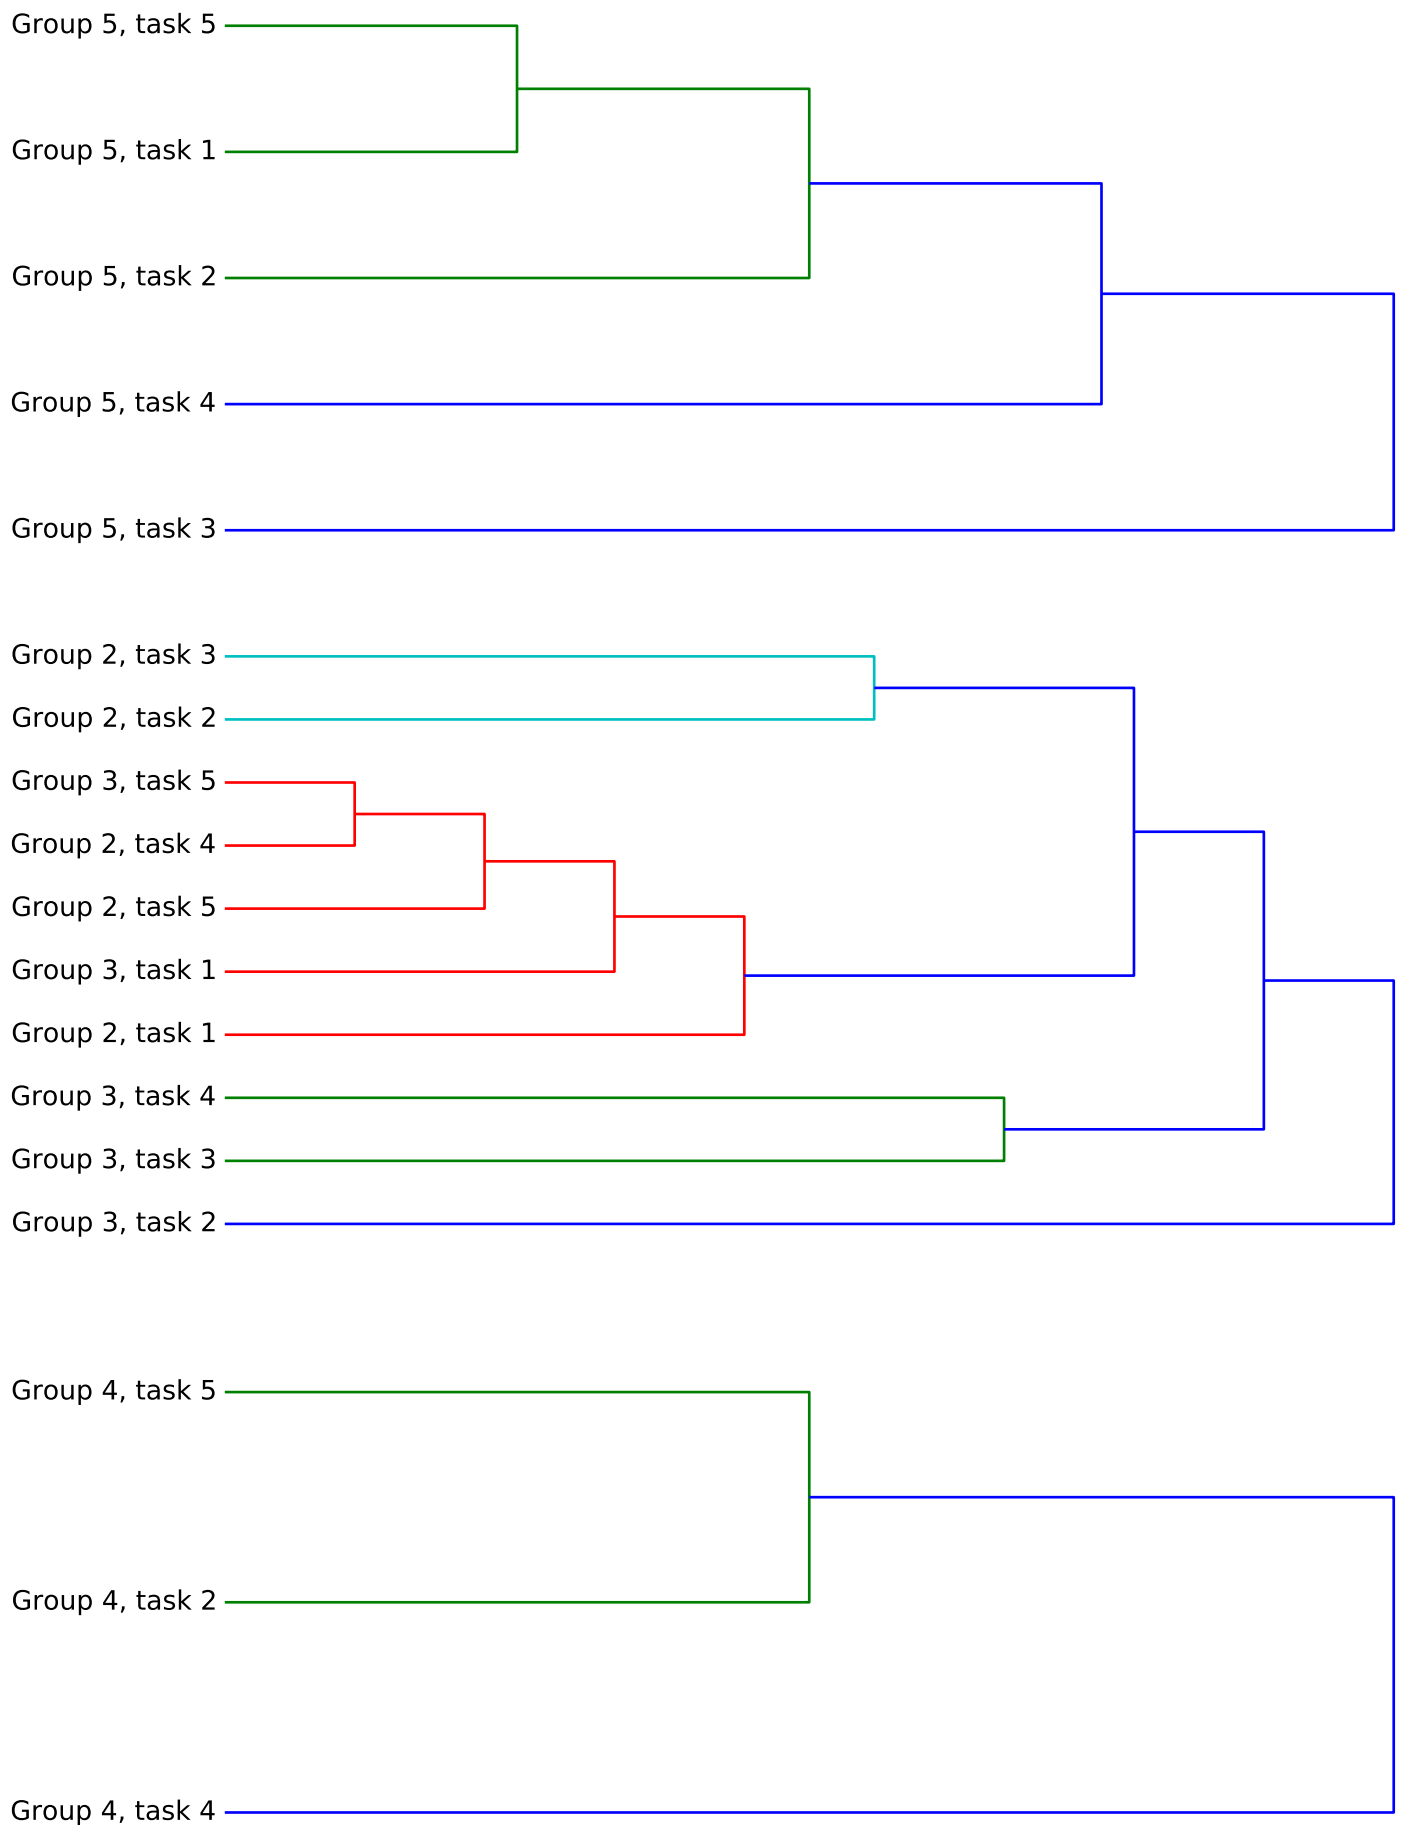 Group 5, task 5
Group 5, task 1
Group 5, task 2
Group 5, task 4
Group 5, task 3
Group 2, task 3
Group 2, task 2
Group 3, task 5
Group 2, task 4
Group 2, task 5
Group 3, task 1
Group 2, task 1
Group 3, task 4
Group 3, task 3
Group 3, task 2
Group 4, task 5
Group 4, task 2
Group 4, task 4